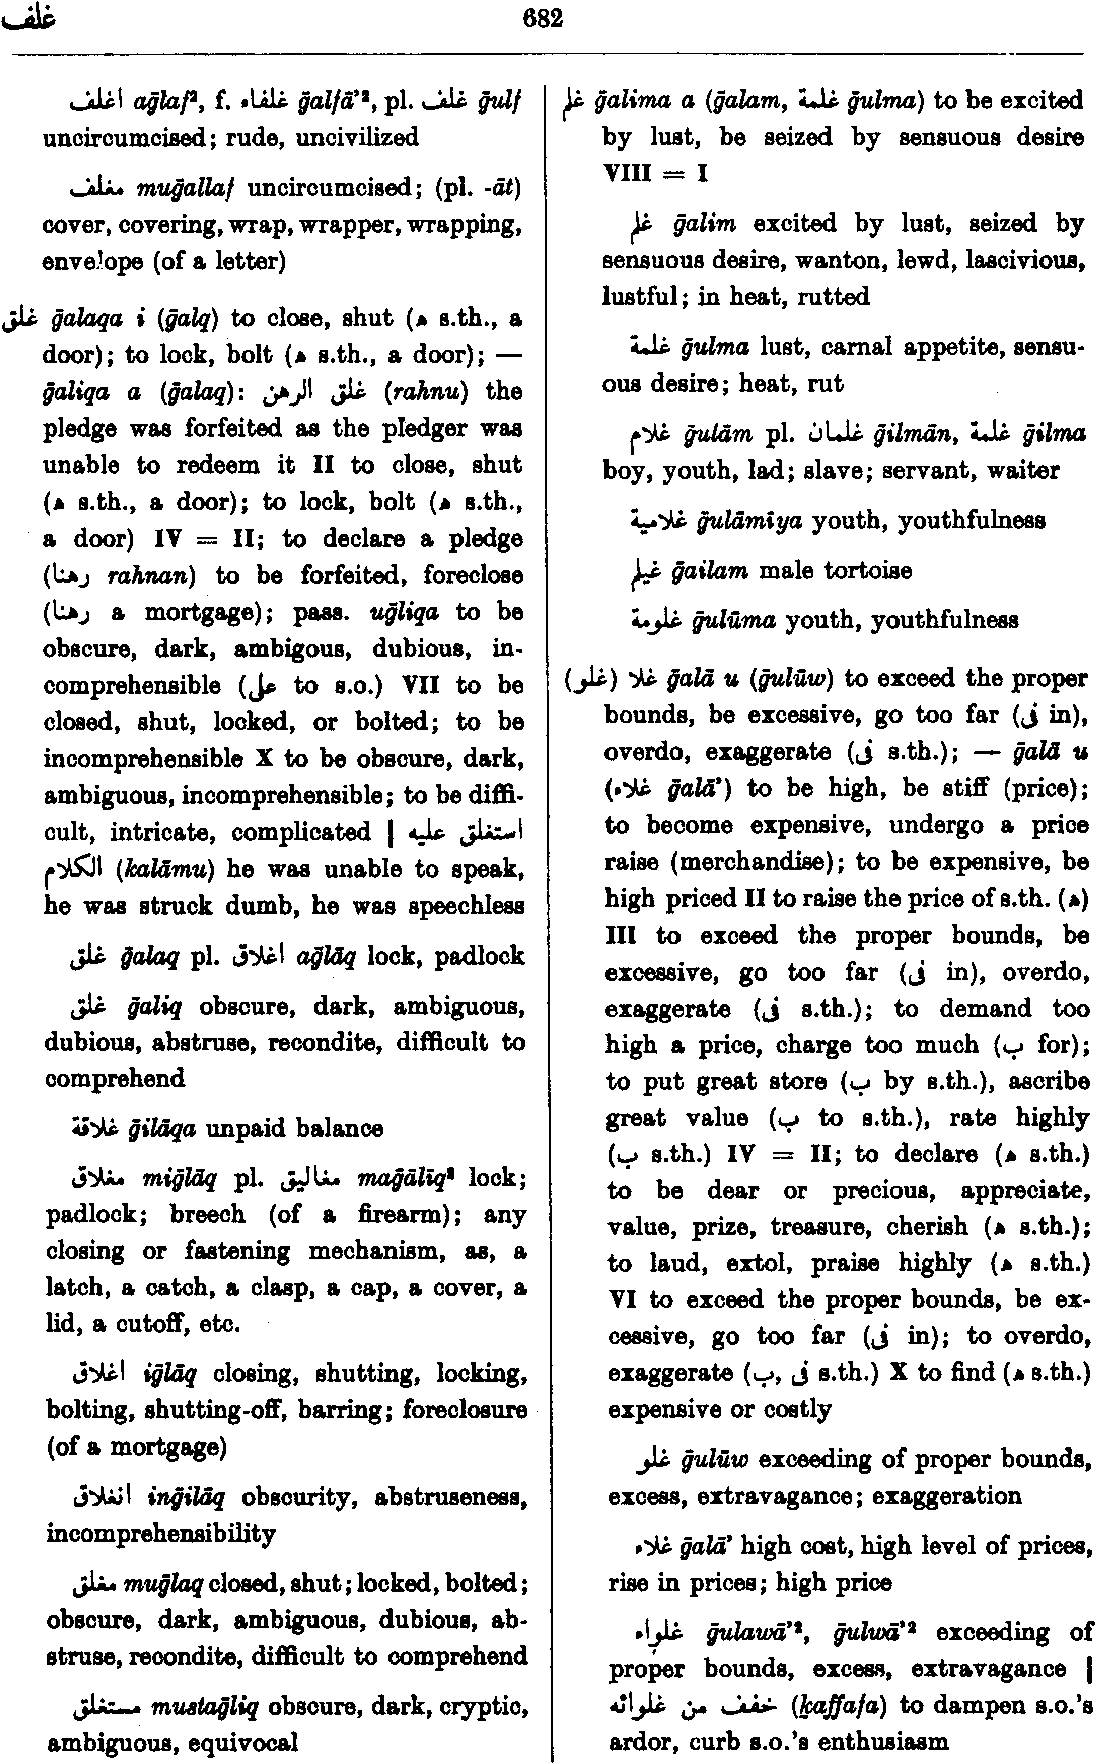 غلف
682
اغلف aḡlaf², f. غلفاء ḡalfā’², pl. غلف ḡulf
uncircumcised; rude, uncivilized
مغلف muḡallaf uncircumcised; (pl. -āt)
cover, covering, wrap, wrapper, wrapping,
envelope (of a letter)
غلق ḡalaqa i (ḡalq) to close, shut (ه s.th., a
door); to lock, bolt (ه s.th., a door); —
ḡaliqa a (ḡalaq): غلق الرهن (rahnu) the
pledge was forfeited as the pledger was
unable to redeem it II to close, shut
(ه s.th., a door); to lock, bolt (ه s.th.,
a door) IV = II; to declare a pledge
(رهنا rahnan) to be forfeited, foreclose
(رهنا a mortgage); pass. uḡliqa to be
obscure, dark, ambigous, dubious, in-
comprehensible (على to s.o.) VII to be
closed, shut, locked, or bolted; to be
incomprehensible X to be obscure, dark,
ambiguous, incomprehensible; to be diffi-
cult, intricate, complicated | استغلق عليه
الكلام (kalāmu) he was unable to speak,
he was struck dumb, he was speechless
غلق ḡalaq pl. اغلاق aḡlāq lock, padlock
غلق ḡaliq obscure, dark, ambiguous,
dubious, abstruse, recondite, difficult to
comprehend
غلاقة ḡilāqa unpaid balance
مغلاق miḡlāq pl. مغاليق maḡālīq² lock;
padlock; breech (of a firearm); any
closing or fastening mechanism, as, a
latch, a catch, a clasp, a cap, a cover, a
lid, a cutoff, etc.
اغلاق iḡlāq closing, shutting, locking,
bolting, shutting-off, barring; foreclosure
(of a mortgage)
انغلاق inḡilāq obscurity, abstruseness,
incomprehensibility
مغلق muḡlaq closed, shut; locked, bolted;
obscure, dark, ambiguous, dubious, ab-
struse, recondite, difficult to comprehend
مستغلق mustaḡliq obscure, dark, cryptic,
ambiguous, equivocal
غلم ḡalima a (ḡalam, غلمة ḡulma) to be excited
by lust, be seized by sensuous desire
VIII = I
غلم ḡalim excited by lust, seized by
sensuous desire, wanton, lewd, lascivious,
lustful; in heat, rutted
غلمة ḡulma lust, carnal appetite, sensu-
ous desire; heat, rut
غلام ḡulām pl. غلمان ḡilmān, غلمة ḡilma
boy, youth, lad; slave; servant, waiter
غلامية ḡulāmīya youth, youthfulness
غيلم ḡailam male tortoise
غلومة ḡulūma youth, youthfulness
(غلو) غلا ḡalā u (ḡulūw) to exceed the proper
bounds, be excessive, go too far (فى in),
overdo, exaggerate (فى s.th.); — ḡalā u
(غلاء ḡalā’) to be high, be stiff (price);
to become expensive, undergo a price
raise (merchandise); to be expensive, be
high priced II to raise the price of s.th. (ه)
III to exceed the proper bounds, be
excessive, go too far (فى in), overdo,
exaggerate (فى s.th.); to demand too
high a price, charge too much (ب for);
to put great store (ب by s.th.), ascribe
great value (ب to s.th.), rate highly
(ب s.th.) IV = II; to declare (ه s.th.)
to be dear or precious, appreciate,
value, prize, treasure, cherish (ه s.th.);
to laud, extol, praise highly (ه s.th.)
VI to exceed the proper bounds, be ex-
cessive, go too far (فى in); to overdo,
exaggerate (ب, فى s.th.) X to find (ه s.th.)
expensive or costly
غلو ḡulūw exceeding of proper bounds,
excess, extravagance; exaggeration
غلاء ḡalā’ high cost, high level of prices,
rise in prices; high price
غلواء ḡulawā’², ḡulwā’² exceeding of
proper bounds, excess, extravagance |
خفف من غلوائه (ḵaffafa) to dampen s.o.’s
ardor, curb s.o.’s enthusiasm